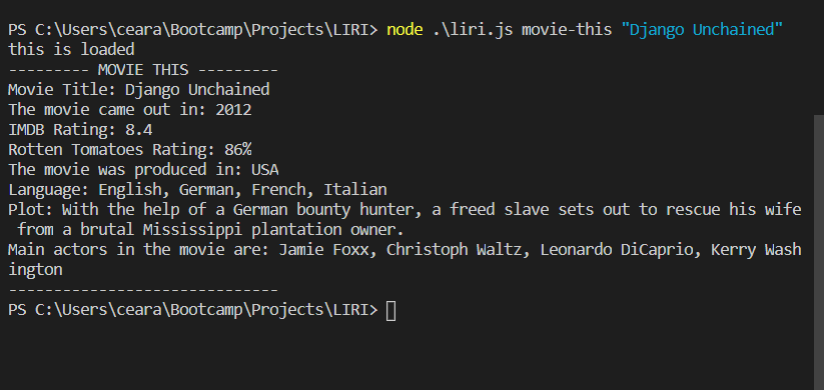 PS C:\Users\ceara\Bootcamp\Projects\LIRI> node .\liri.js movie-this "Django Unchained"
this is loaded
--------- MOVIE THIS ---------
Movie Title: Django Unchained
The movie came out in: 2012
IMDB Rating: 8.4
Rotten Tomatoes Rating: 86%
The movie was produced in: USA
Language: English, German, French, Italian
Plot: With the help of a German bounty hunter, a freed slave sets out to rescue his wife
 from a brutal Mississippi plantation owner.
Main actors in the movie are: Jamie Foxx, Christoph Waltz, Leonardo DiCaprio, Kerry Wash
ington
------------------------------
PS C:\Users\ceara\Bootcamp\Projects\LIRI>